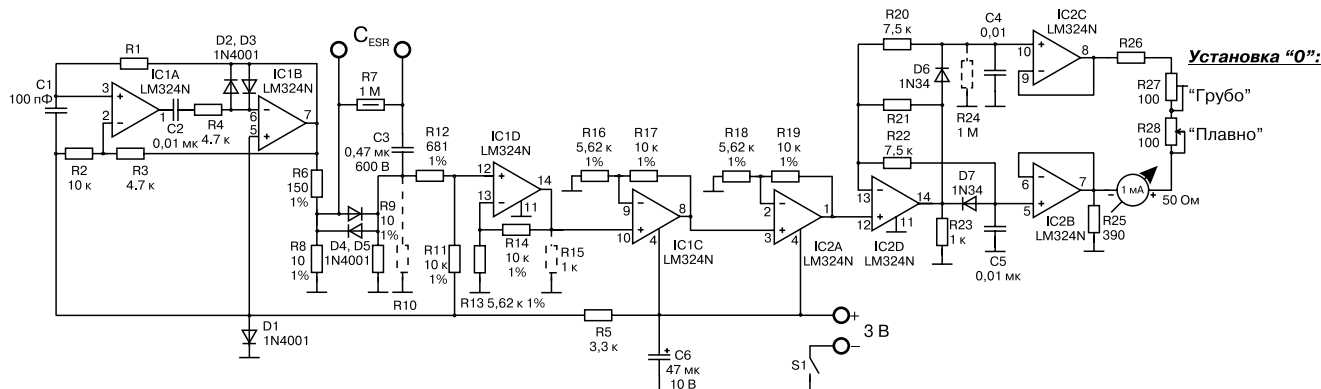 C1
100 пФ
R1
3
2
IC1A
LM324N
1
C2
0,01 мк
R4
4.7 к
D2, D3
1N4001
IC1B
LM324N
6
5
7
R2
10 к
R3
4.7 к
R6
150
1%
R8
10
1%
D4, D5
1N4001
D1
1N4001
CESR
R7
1 M
C3
0,47 мк
600 В
R9
10
1%
R10
R12
681
1%
R11
10 к
1%
IC1D
LM324N
12
13
14
11
R13 5,62 к 1%
R14
10 к
1%
R15
1 к
R16
5,62 к
1%
R17
10 к
1%
9
10
8
4
IC1C
LM324N
R18
5,62 к
1%
R19
10 к
1%
2
3
1
4
IC2A
LM324N
R5
3,3 к
C6
+
47 мк
10 В
+
3 В
–
S1
R20
7,5 к
R21
R22
7,5 к
13
12
14
11
IC2D
LM324N
D6
1N34
D7
1N34
R23
1 к
R24
1 M
C4
0,01
C5
0,01 мк
IC2C
LM324N
10
9
8
6
5
7
IC2B
LM324N
R25
390
R26
Установка “0”:
R27
100
“Грубо”
R28
100
“Плавно”
–
1 мА
+
50 Ом